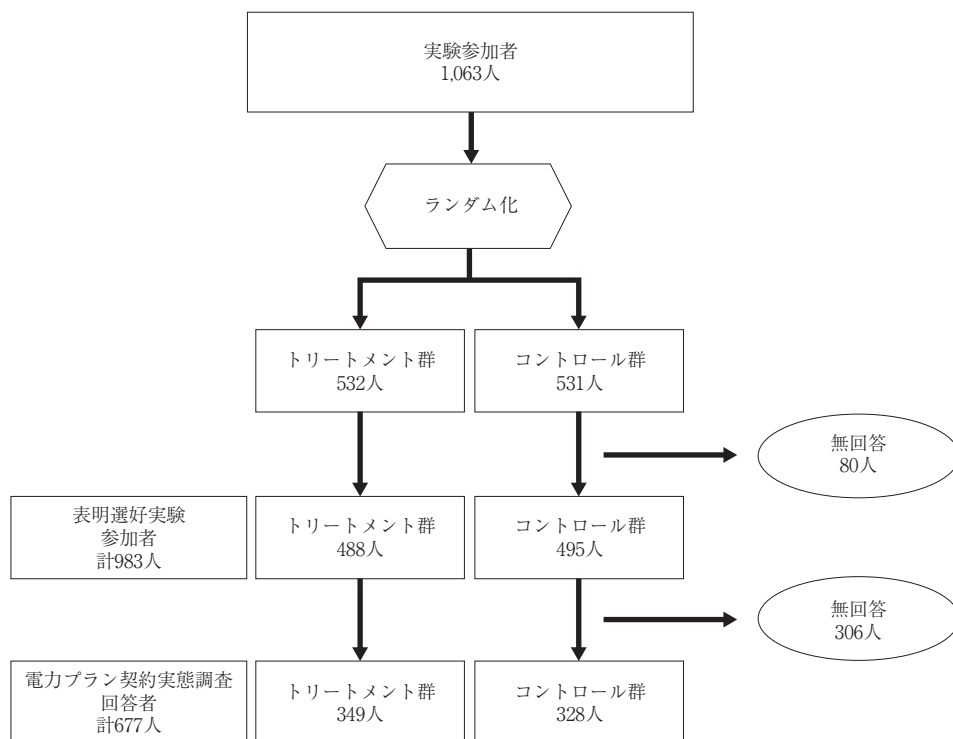 実験参加者
1,063人
ランダム化
トリートメント群
532人
コントロール群
531人
無回答
80人
表明選好実験
参加者
計983人
トリートメント群
488人
コントロール群
495人
無回答
306人
電力プラン契約実態調査
回答者
計677人
トリートメント群
349人
コントロール群
328人